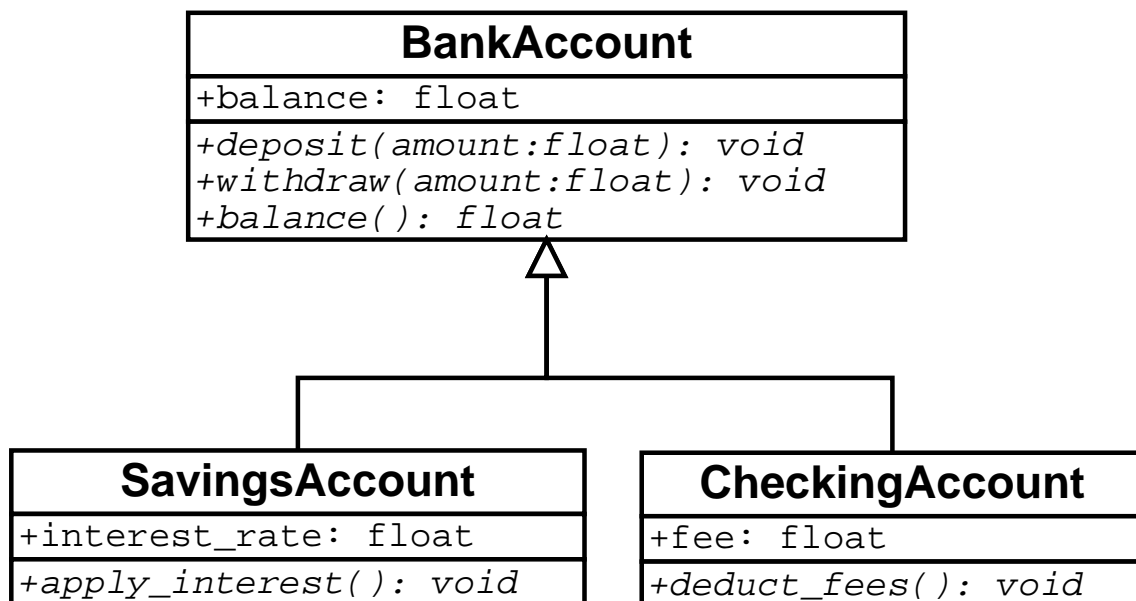 BankAccount
+balance: float
+deposit(amount:float): void
+withdraw(amount:float): void
+balance(): float
SavingsAccount
+interest_rate: float
+apply_interest(): void
CheckingAccount
+fee: float
+deduct_fees(): void